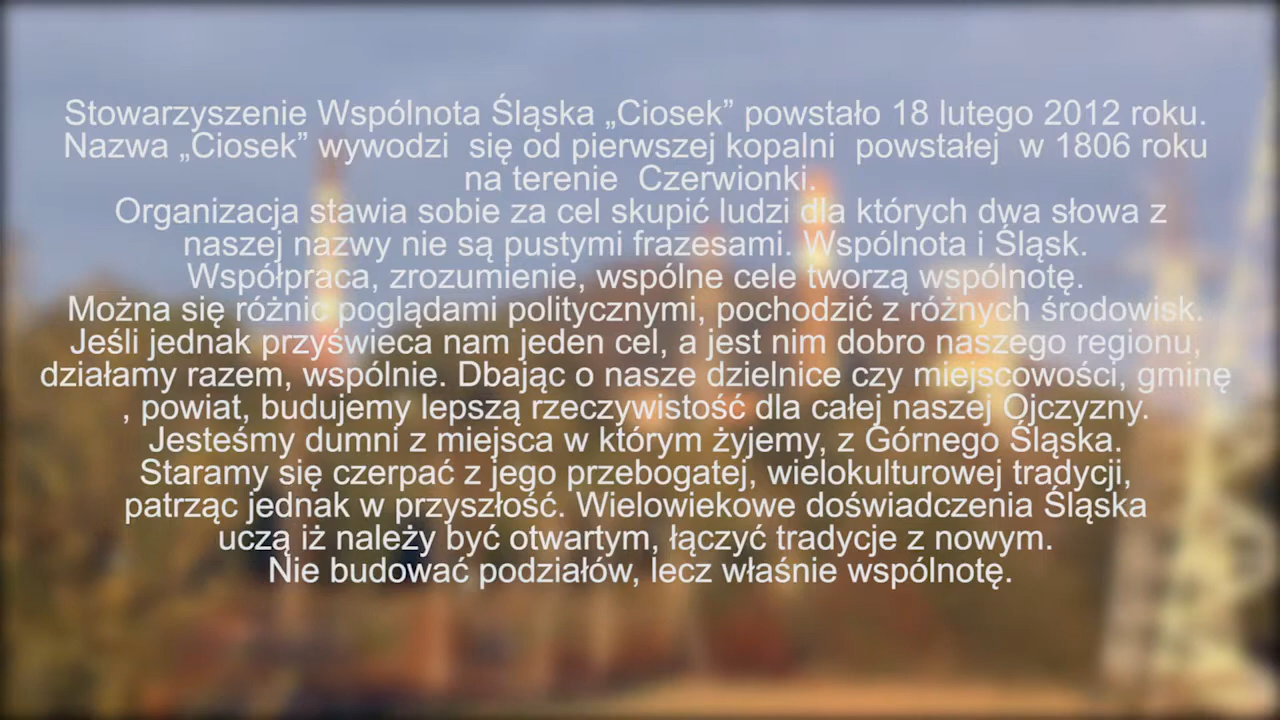 Stowarzyszenie Wspólnota Śląska „Ciosek” powstało 18 lutego 2012 roku.
Nazwa „Ciosek” wywodzi  się od pierwszej kopalni  powstałej  w 1806 roku
na terenie  Czerwionki.
Organizacja stawia sobie za cel skupić ludzi dla których dwa słowa z
naszej nazwy nie są pustymi frazesami. Wspólnota i Śląsk.
Współpraca, zrozumienie, wspólne cele tworzą wspólnotę.
Można się różnic poglądami politycznymi, pochodzić z różnych środowisk.
Jeśli jednak przyświeca nam jeden cel, a jest nim dobro naszego regionu,
działamy razem, wspólnie. Dbając o nasze dzielnice czy miejscowości, gminę
, powiat, budujemy lepszą rzeczywistość dla całej naszej Ojczyzny.
Jesteśmy dumni z miejsca w którym żyjemy, z Górnego Śląska.
Staramy się czerpać z jego przebogatej, wielokulturowej tradycji,
patrząc jednak w przyszłość. Wielowiekowe doświadczenia Śląska
uczą iż należy być otwartym, łączyć tradycje z nowym.
Nie budować podziałów, lecz właśnie wspólnotę.